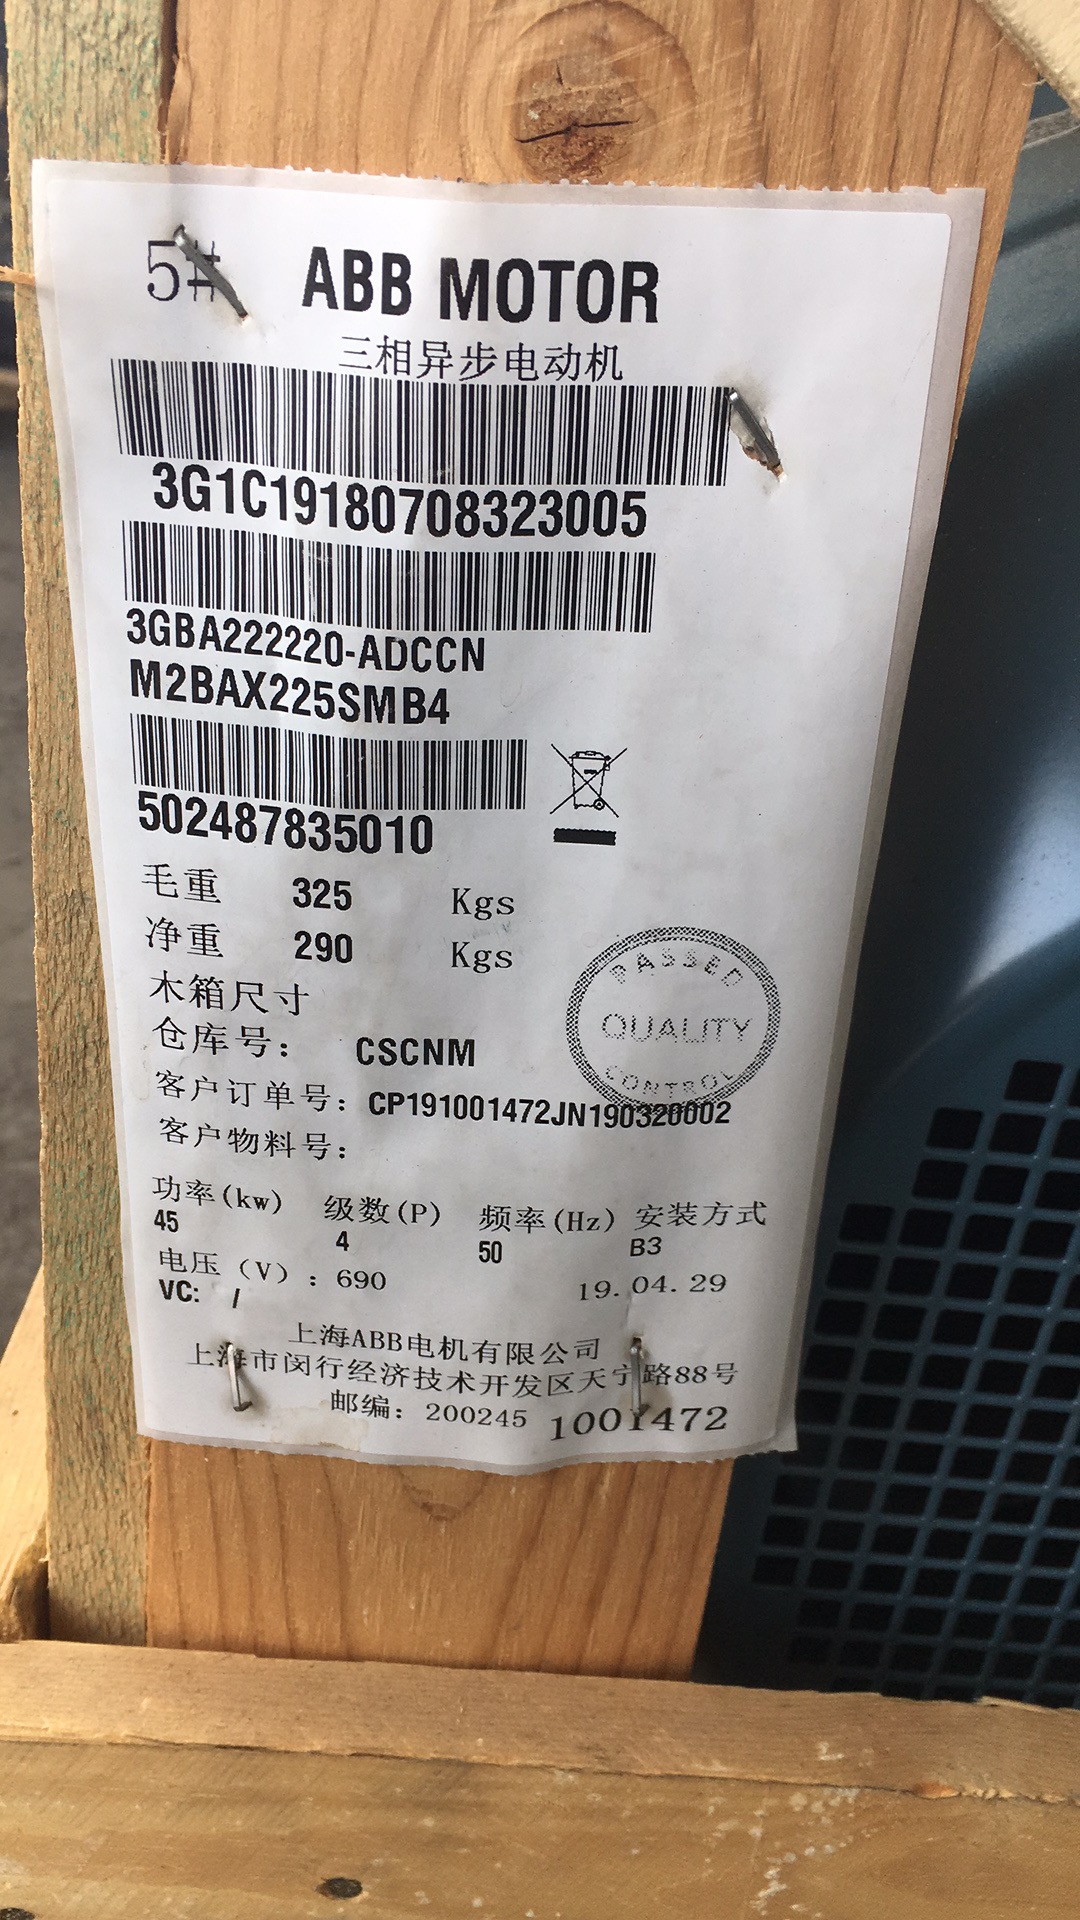 5# ABB MOTOR
三相异步电动机
3G1C19180708323005
3GBA222220-ADCCN
M2BAX225SMB4
502487835010
毛重 325 Kgs
净重 290 Kgs
木箱尺寸
仓库号： CSCNM
PASSED
QUALITY
CONTROL
客户订单号：CP191001472JN190320002
客户物料号：
功率(kw) 级数(P) 频率(Hz) 安装方式
45 4 50 B3
电压（V）：690 19.04.29
VC: /
上海ABB电机有限公司
上海市闵行经济技术开发区天宁路88号
邮编：200245 1001472